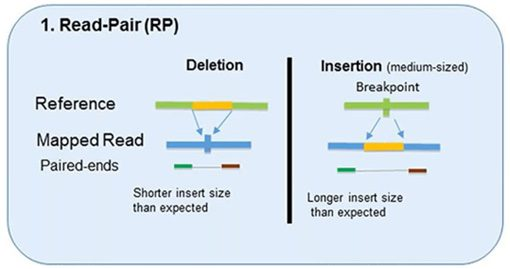 1. Read-Pair (RP)
Deletion
Insertion (medium-sized)
Breakpoint
Reference
Mapped Read
Paired-ends
Shorter insert size
than expected
Longer insert size
than expected